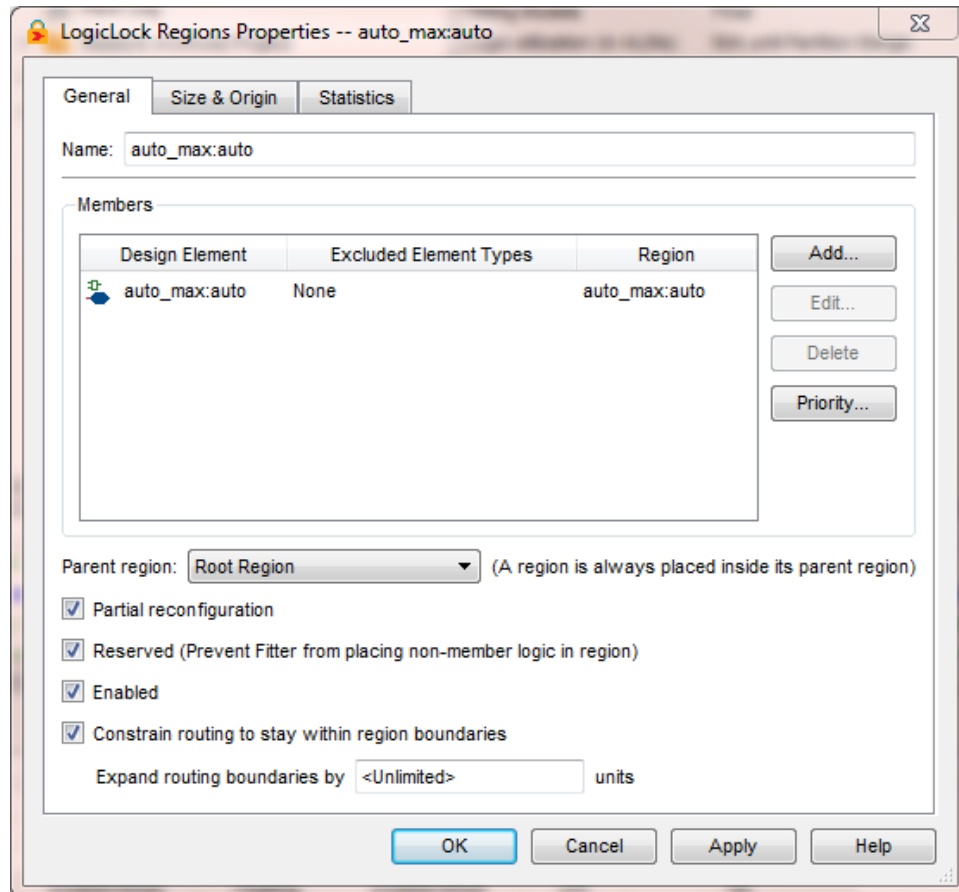 LogicLock Regions Properties -- auto_max:auto
General Size & Origin Statistics
Name: auto_max:auto
Members
Design Element Excluded Element Types Region Add...
auto_max:auto None auto_max:auto
Edit...
Delete
Priority...
Parent region: Root Region (A region is always placed inside its parent region)
Partial reconfiguration
Reserved (Prevent Fitter from placing non-member logic in region)
Enabled
Constrain routing to stay within region boundaries
Expand routing boundaries by <Unlimited> units
OK Cancel Apply Help